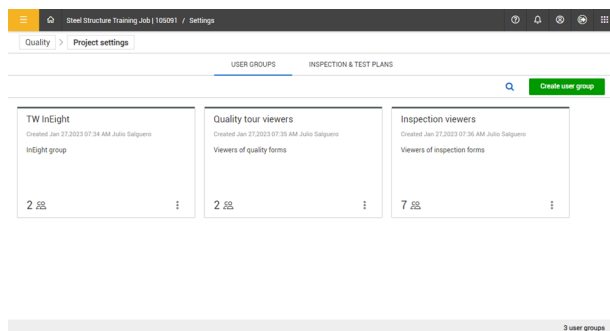 Steel Structure Training Job | 105091 / Settings
Quality > Project settings
USER GROUPS INSPECTION & TEST PLANS
Create user group
TW InEight
Created Jan 27,2023 07:34 AM Julio Salguero
InEight group
2
Quality tour viewers
Created Jan 27,2023 07:35 AM Julio Salguero
Viewers of quality forms
2
Inspection viewers
Created Jan 27,2023 07:36 AM Julio Salguero
Viewers of inspection forms
7
3 user groups